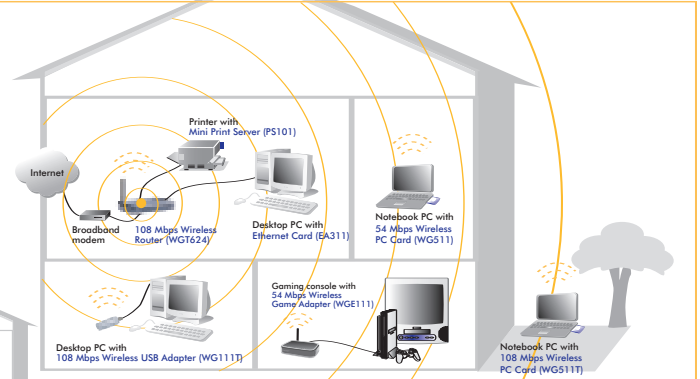 Printer with
Mini Print Server (PS101)
Internet
Broadband
modem
108 Mbps Wireless
Router (WGT624)
Desktop PC with
Ethernet Card (EA311)
Notebook PC with
54 Mbps Wireless
PC Card (WG511)
Desktop PC with
108 Mbps Wireless USB Adapter (WG111T)
Gaming console with
54 Mbps Wireless
Game Adapter (WGE111)
Notebook PC with
108 Mbps Wireless
PC Card (WG511T)